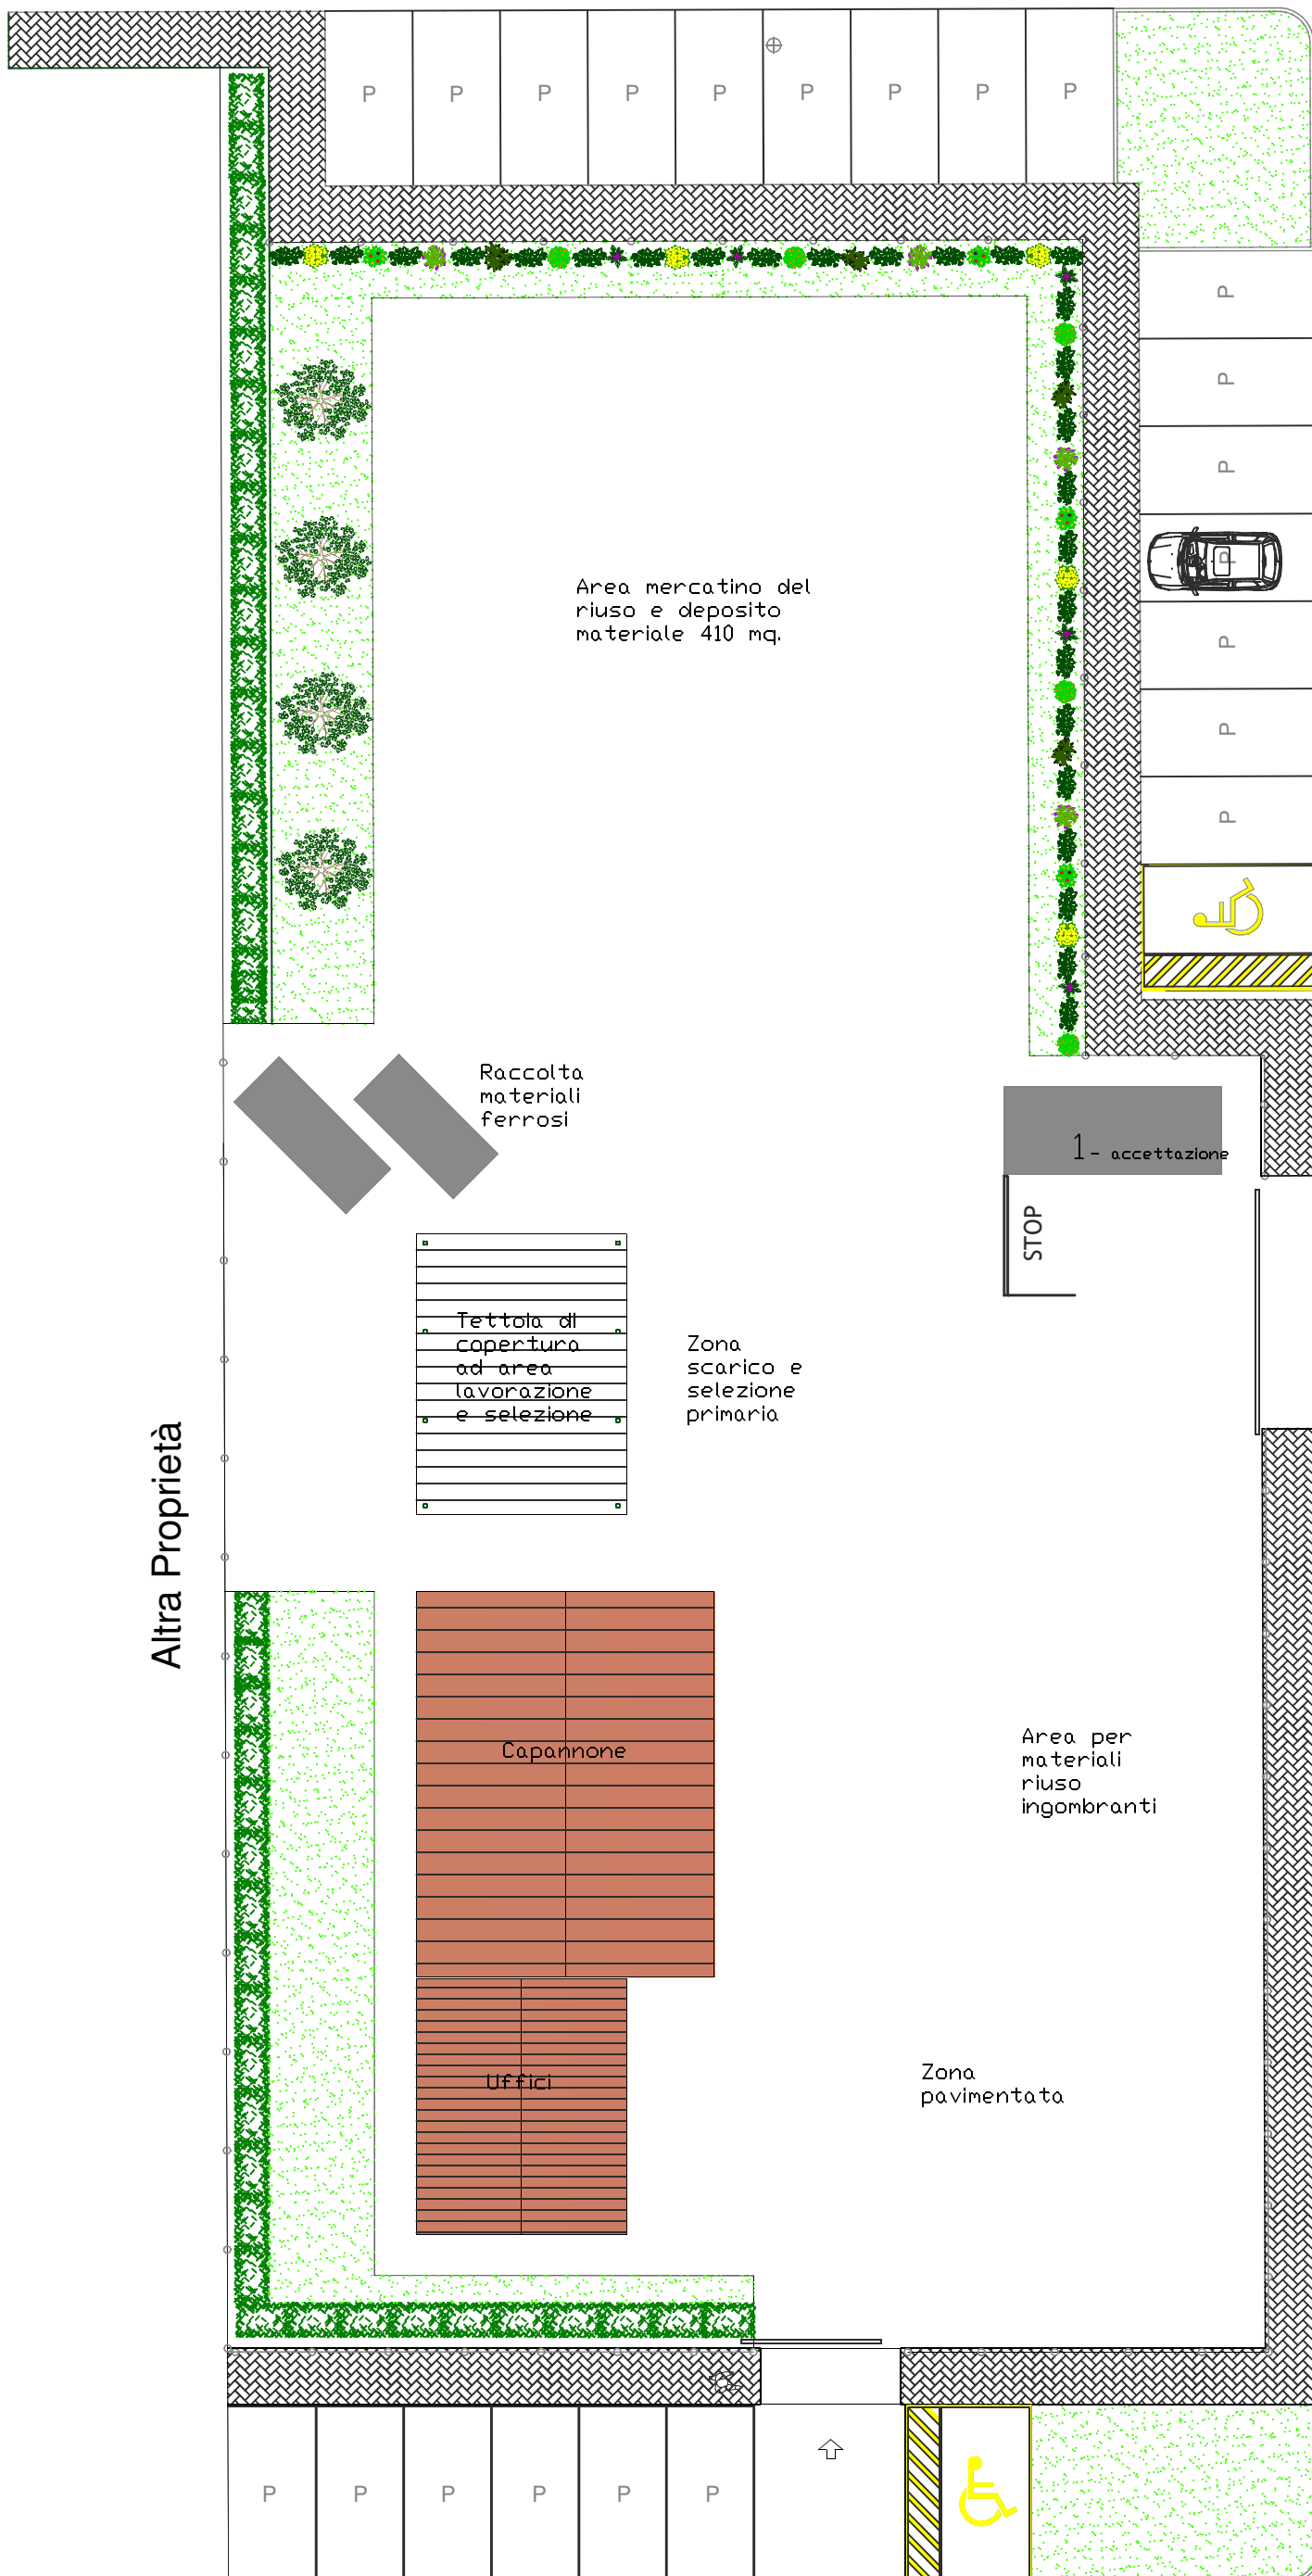 P P P P P P P P P
P
P
P
Area mercatino del
riuso e deposito
materiale 410 mq.
P
P
P
P
Raccolta
materiali
ferrosi
1- accettazione
STOP
Tettoia di
copertura
ad area
lavorazione
e selezione
Zona
scarico e
selezione
primaria
Altra Proprietà
Capannone
Area per
materiali
riuso
ingombranti
Uffici
Zona
pavimentata
P P P P P P